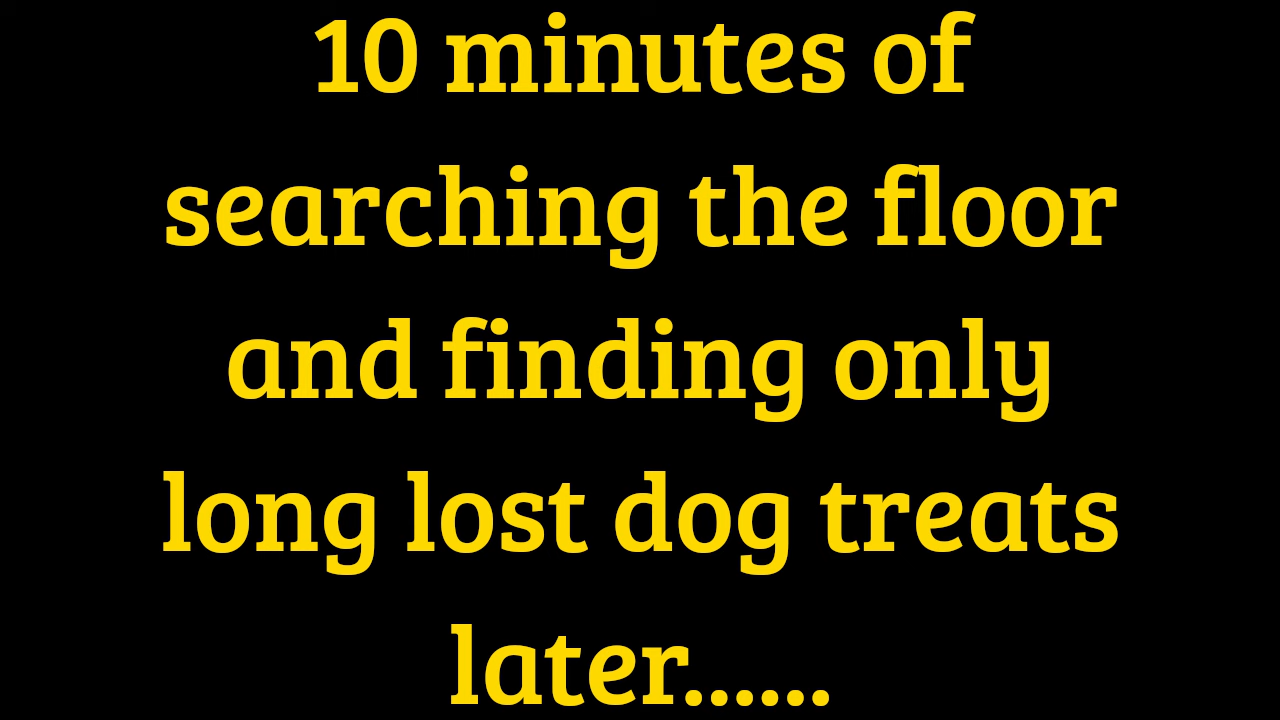 10 minutes of
searching the floor
and finding only
long lost dog treats
later......